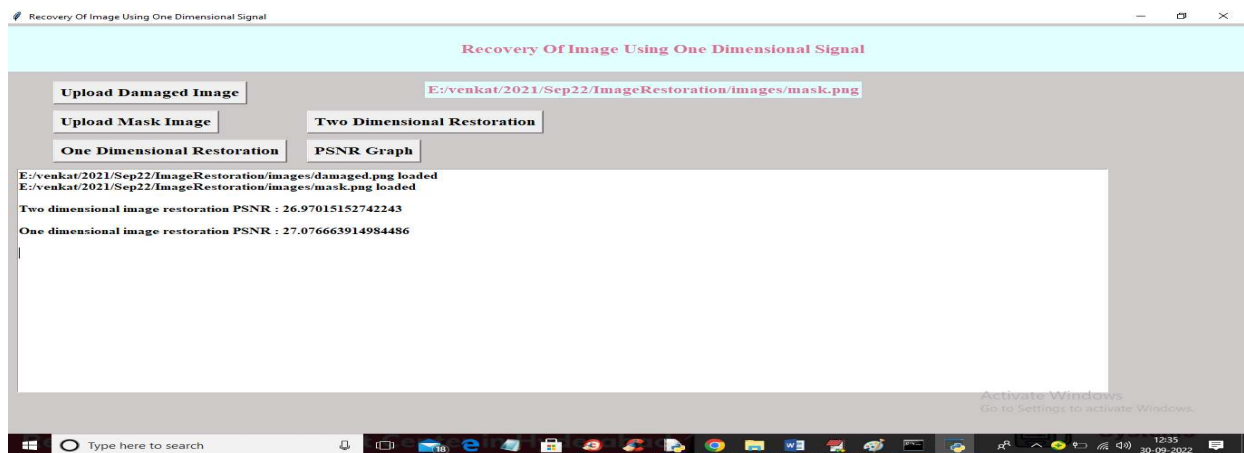 Recovery Of Image Using One Dimensional Signal
Recovery Of Image Using One Dimensional Signal
Upload Damaged Image
E:/venkat/2021/Sep22/ImageRestoration/images/mask.png
Upload Mask Image
Two Dimensional Restoration
One Dimensional Restoration
PSNR Graph
E:/venkat/2021/Sep22/ImageRestoration/images/damaged.png loaded
E:/venkat/2021/Sep22/ImageRestoration/images/mask.png loaded
Two dimensional image restoration PSNR : 26.97015152742243
One dimensional image restoration PSNR : 27.076663914984486
Activate Windows
Go to Settings to activate Windows.
Type here to search
18
12:35
30-09-2022